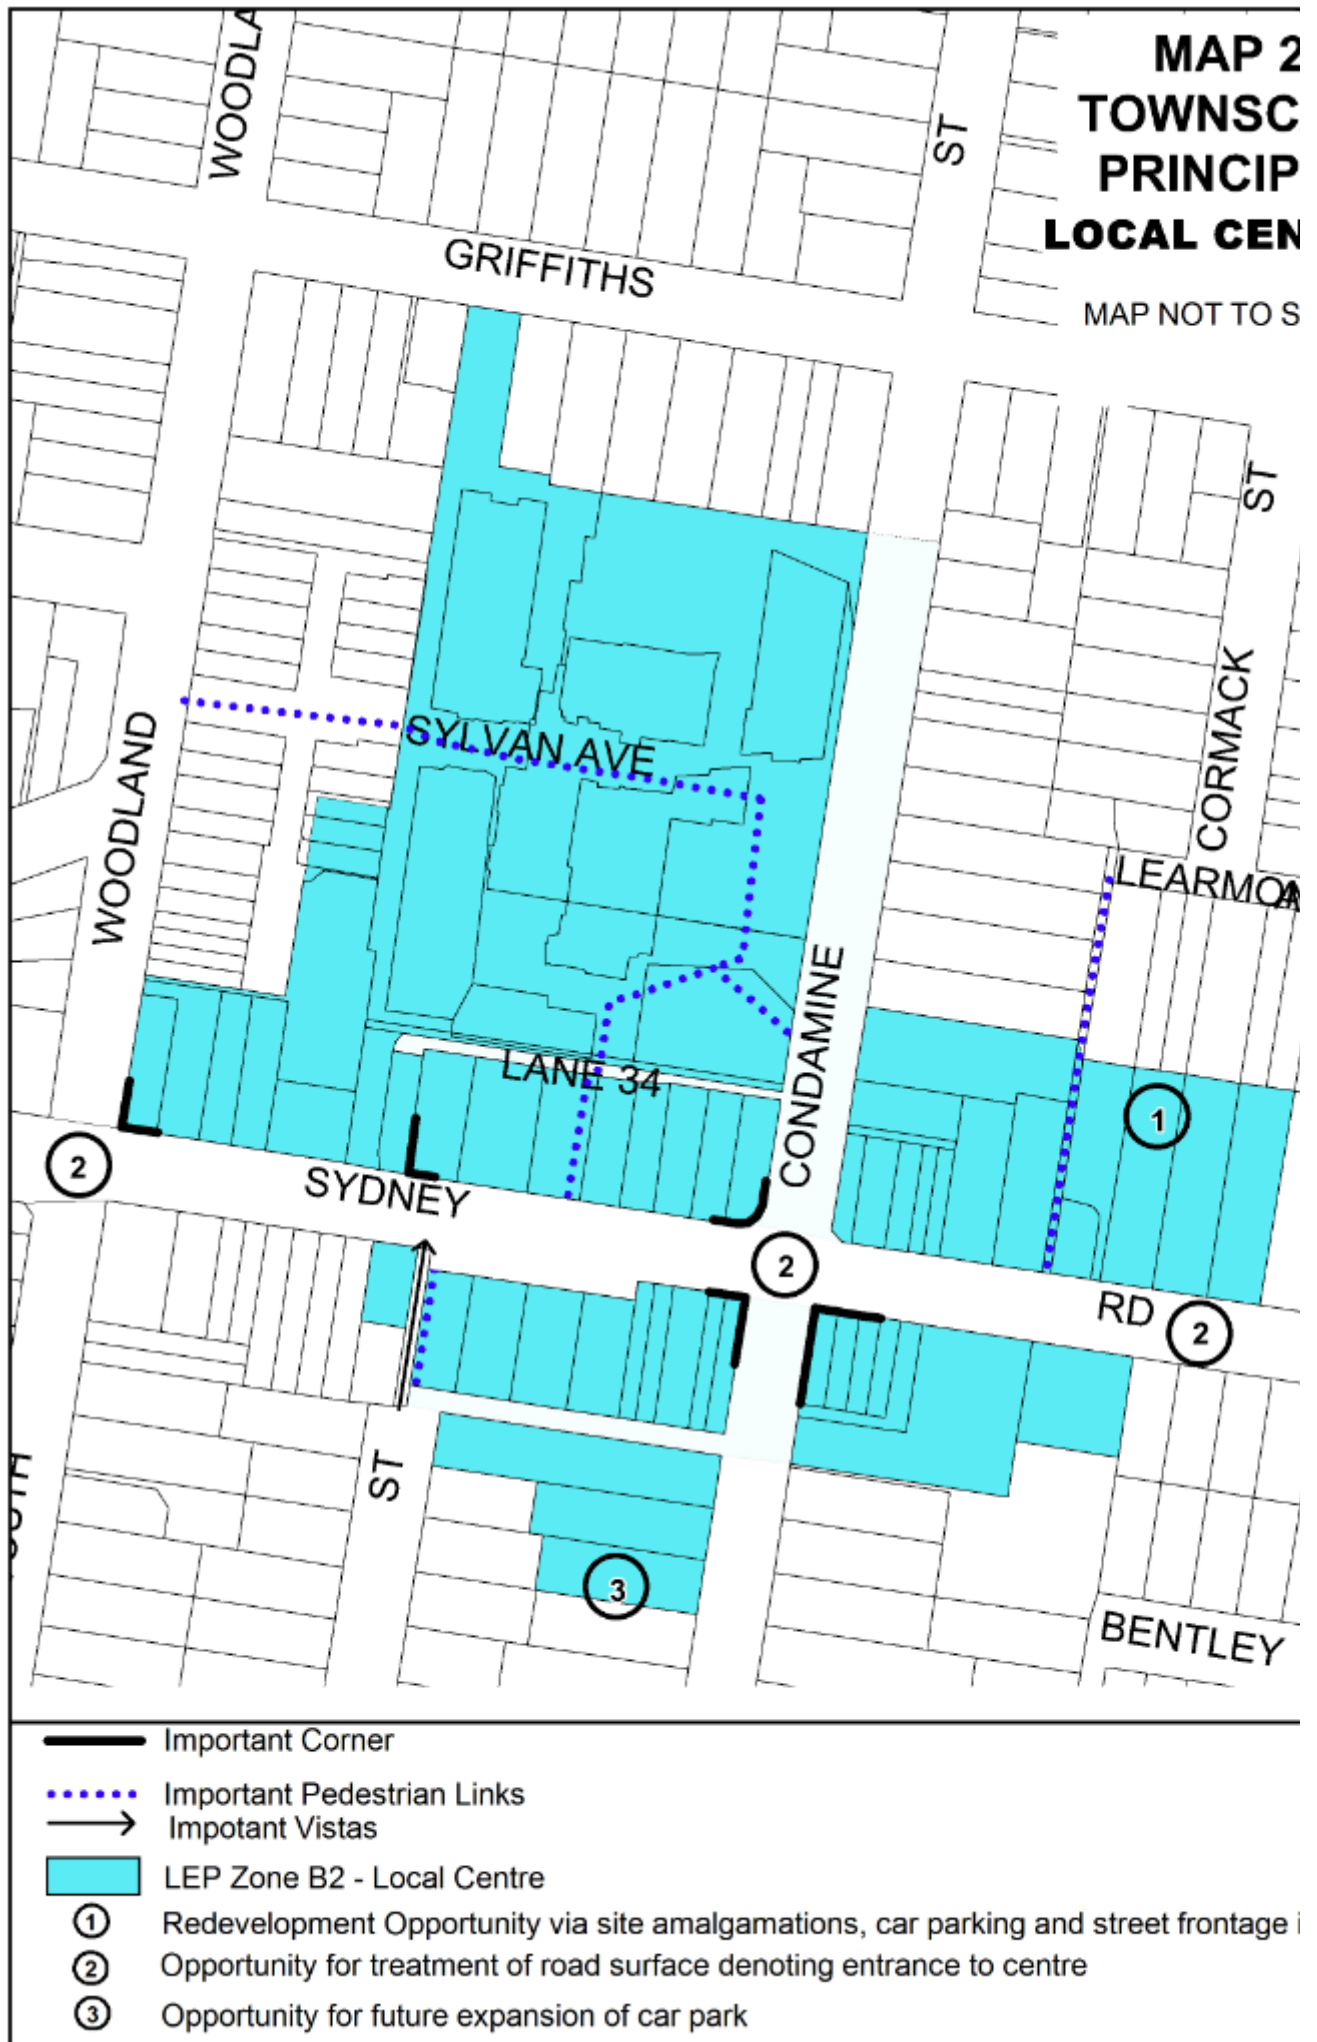 MAP 2
TOWNSC
PRINCIP
LOCAL CEN
MAP NOT TO S
WOODLA
ST
GRIFFITHS
ST
SYLVAN AVE
WOODLAND
CORMACK
LEARMON
CONDAMINE
LANE 34
1
2
SYDNEY
2
RD
2
ST
3
BENTLEY
Important Corner
Important Pedestrian Links
Impotant Vistas
LEP Zone B2 - Local Centre
1 Redevelopment Opportunity via site amalgamations, car parking and street frontage i
2 Opportunity for treatment of road surface denoting entrance to centre
3 Opportunity for future expansion of car park